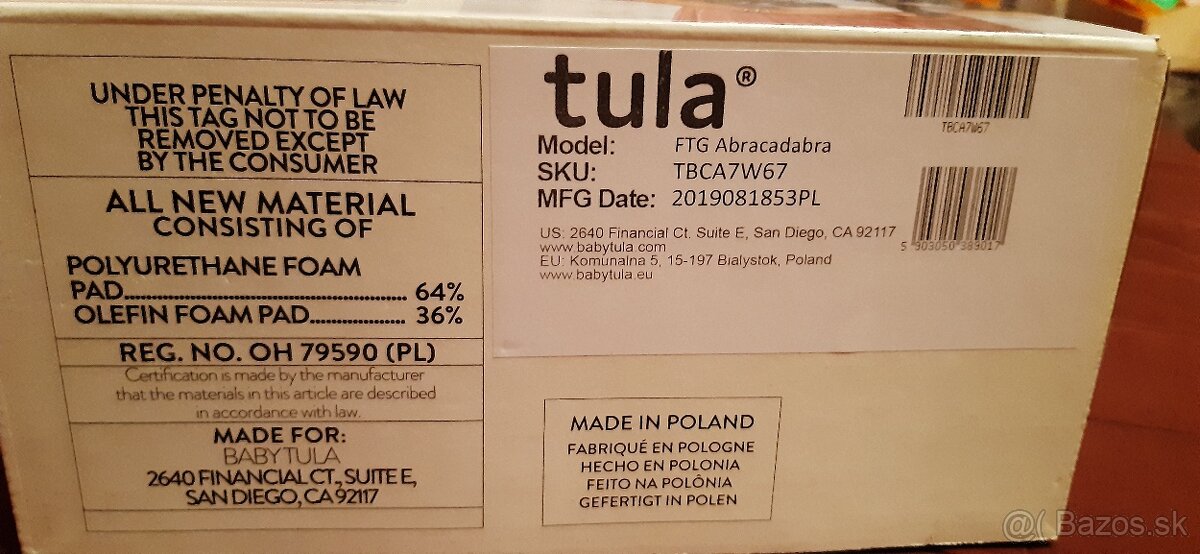 UNDER PENALTY OF LAW
THIS TAG NOT TO BE
REMOVED EXCEPT
BY THE CONSUMER
ALL NEW MATERIAL
CONSISTING OF
POLYURETHANE FOAM
PAD.................................................. 64%
OLEFIN FOAM PAD.................. 36%
REG. NO. OH 79590 (PL)
Certification is made by the manufacturer
that the materials in this article are described
in accordance with law.
MADE FOR:
BABY TULA
2640 FINANCIAL CT., SUITE E,
SAN DIEGO, CA 92117
tula®
Model: FTG Abracadabra
SKU: TBCA7W67
MFG Date: 2019081853PL
US: 2640 Financial Ct. Suite E, San Diego, CA 92117
www.babytula.com
EU: Komunalna 5, 15-197 Bialystok, Poland
www.babytula.eu
TBCA7W67
5 903050 389017
MADE IN POLAND
FABRIQUÉ EN POLOGNE
HECHO EN POLONIA
FEITO NA POLÔNIA
GEFERTIGT IN POLEN
@( Bazos.sk